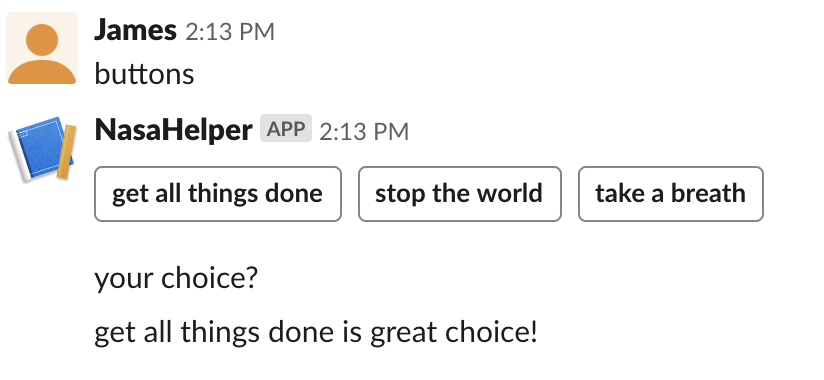 James 2:13 PM
buttons
NasaHelper APP 2:13 PM
get all things done stop the world take a breath
your choice?
get all things done is great choice!